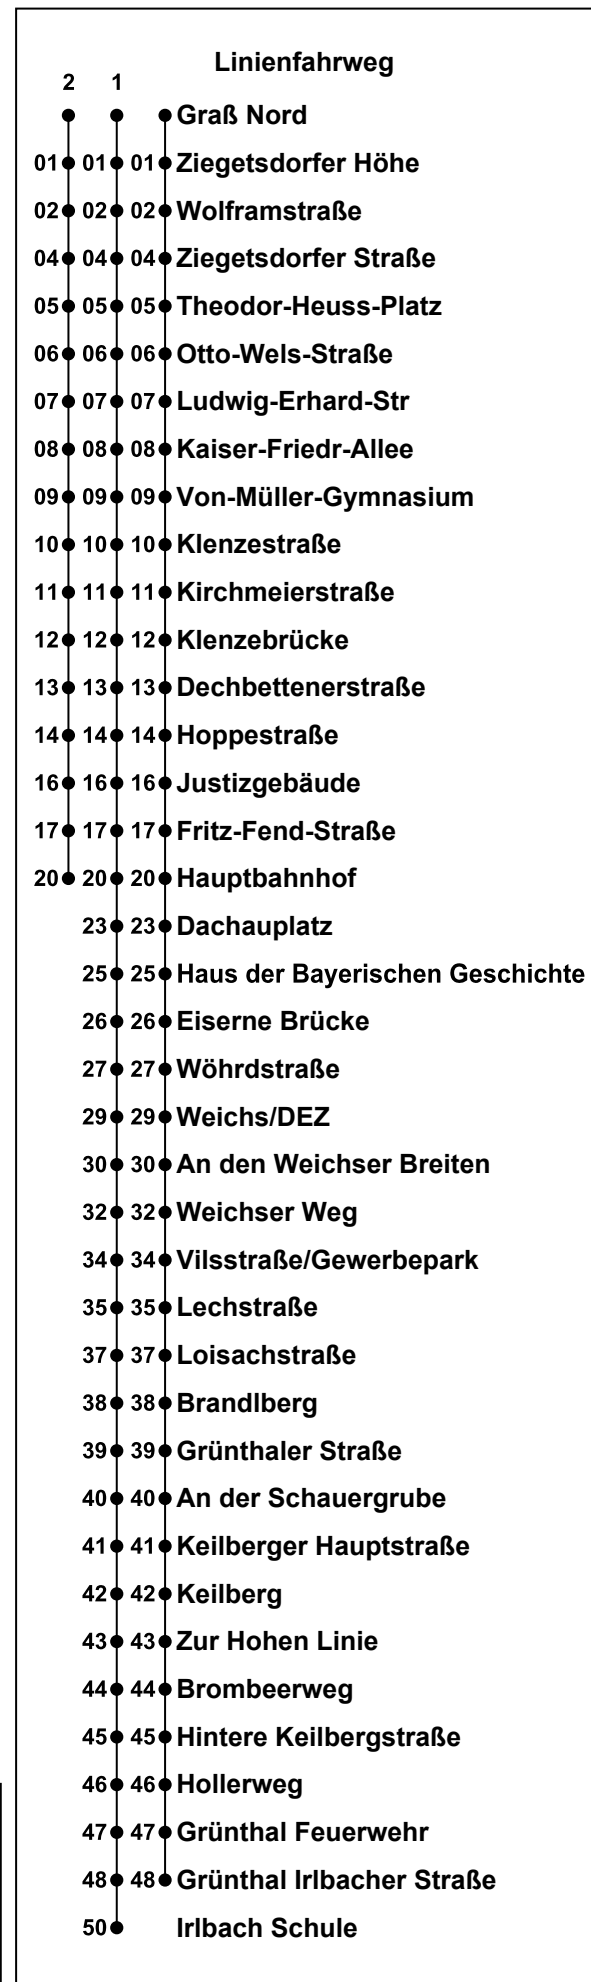 Linienfahrweg
2 1
Graß Nord
01 01 01 Ziegetsdorfer Höhe
02 02 02 Wolframstraße
04 04 04 Ziegetsdorfer Straße
05 05 05 Theodor-Heuss-Platz
06 06 06 Otto-Wels-Straße
07 07 07 Ludwig-Erhard-Str
08 08 08 Kaiser-Friedr-Allee
09 09 09 Von-Müller-Gymnasium
10 10 10 Klenzestraße
11 11 11 Kirchmeierstraße
12 12 12 Klenzebrücke
13 13 13 Dechbettenerstraße
14 14 14 Hoppestraße
16 16 16 Justizgebäude
17 17 17 Fritz-Fend-Straße
20 20 20 Hauptbahnhof
23 23 Dachauplatz
25 25 Haus der Bayerischen Geschichte
26 26 Eiserne Brücke
27 27 Wöhrdstraße
29 29 Weichs/DEZ
30 30 An den Weichser Breiten
32 32 Weichser Weg
34 34 Vilsstraße/Gewerbepark
35 35 Lechstraße
37 37 Loisachstraße
38 38 Brandlberg
39 39 Grünthaler Straße
40 40 An der Schauergrube
41 41 Keilberger Hauptstraße
42 42 Keilberg
43 43 Zur Hohen Linie
44 44 Brombeerweg
45 45 Hintere Keilbergstraße
46 46 Hollerweg
47 47 Grünthal Feuerwehr
48 48 Grünthal Irlbacher Straße
50 Irlbach Schule